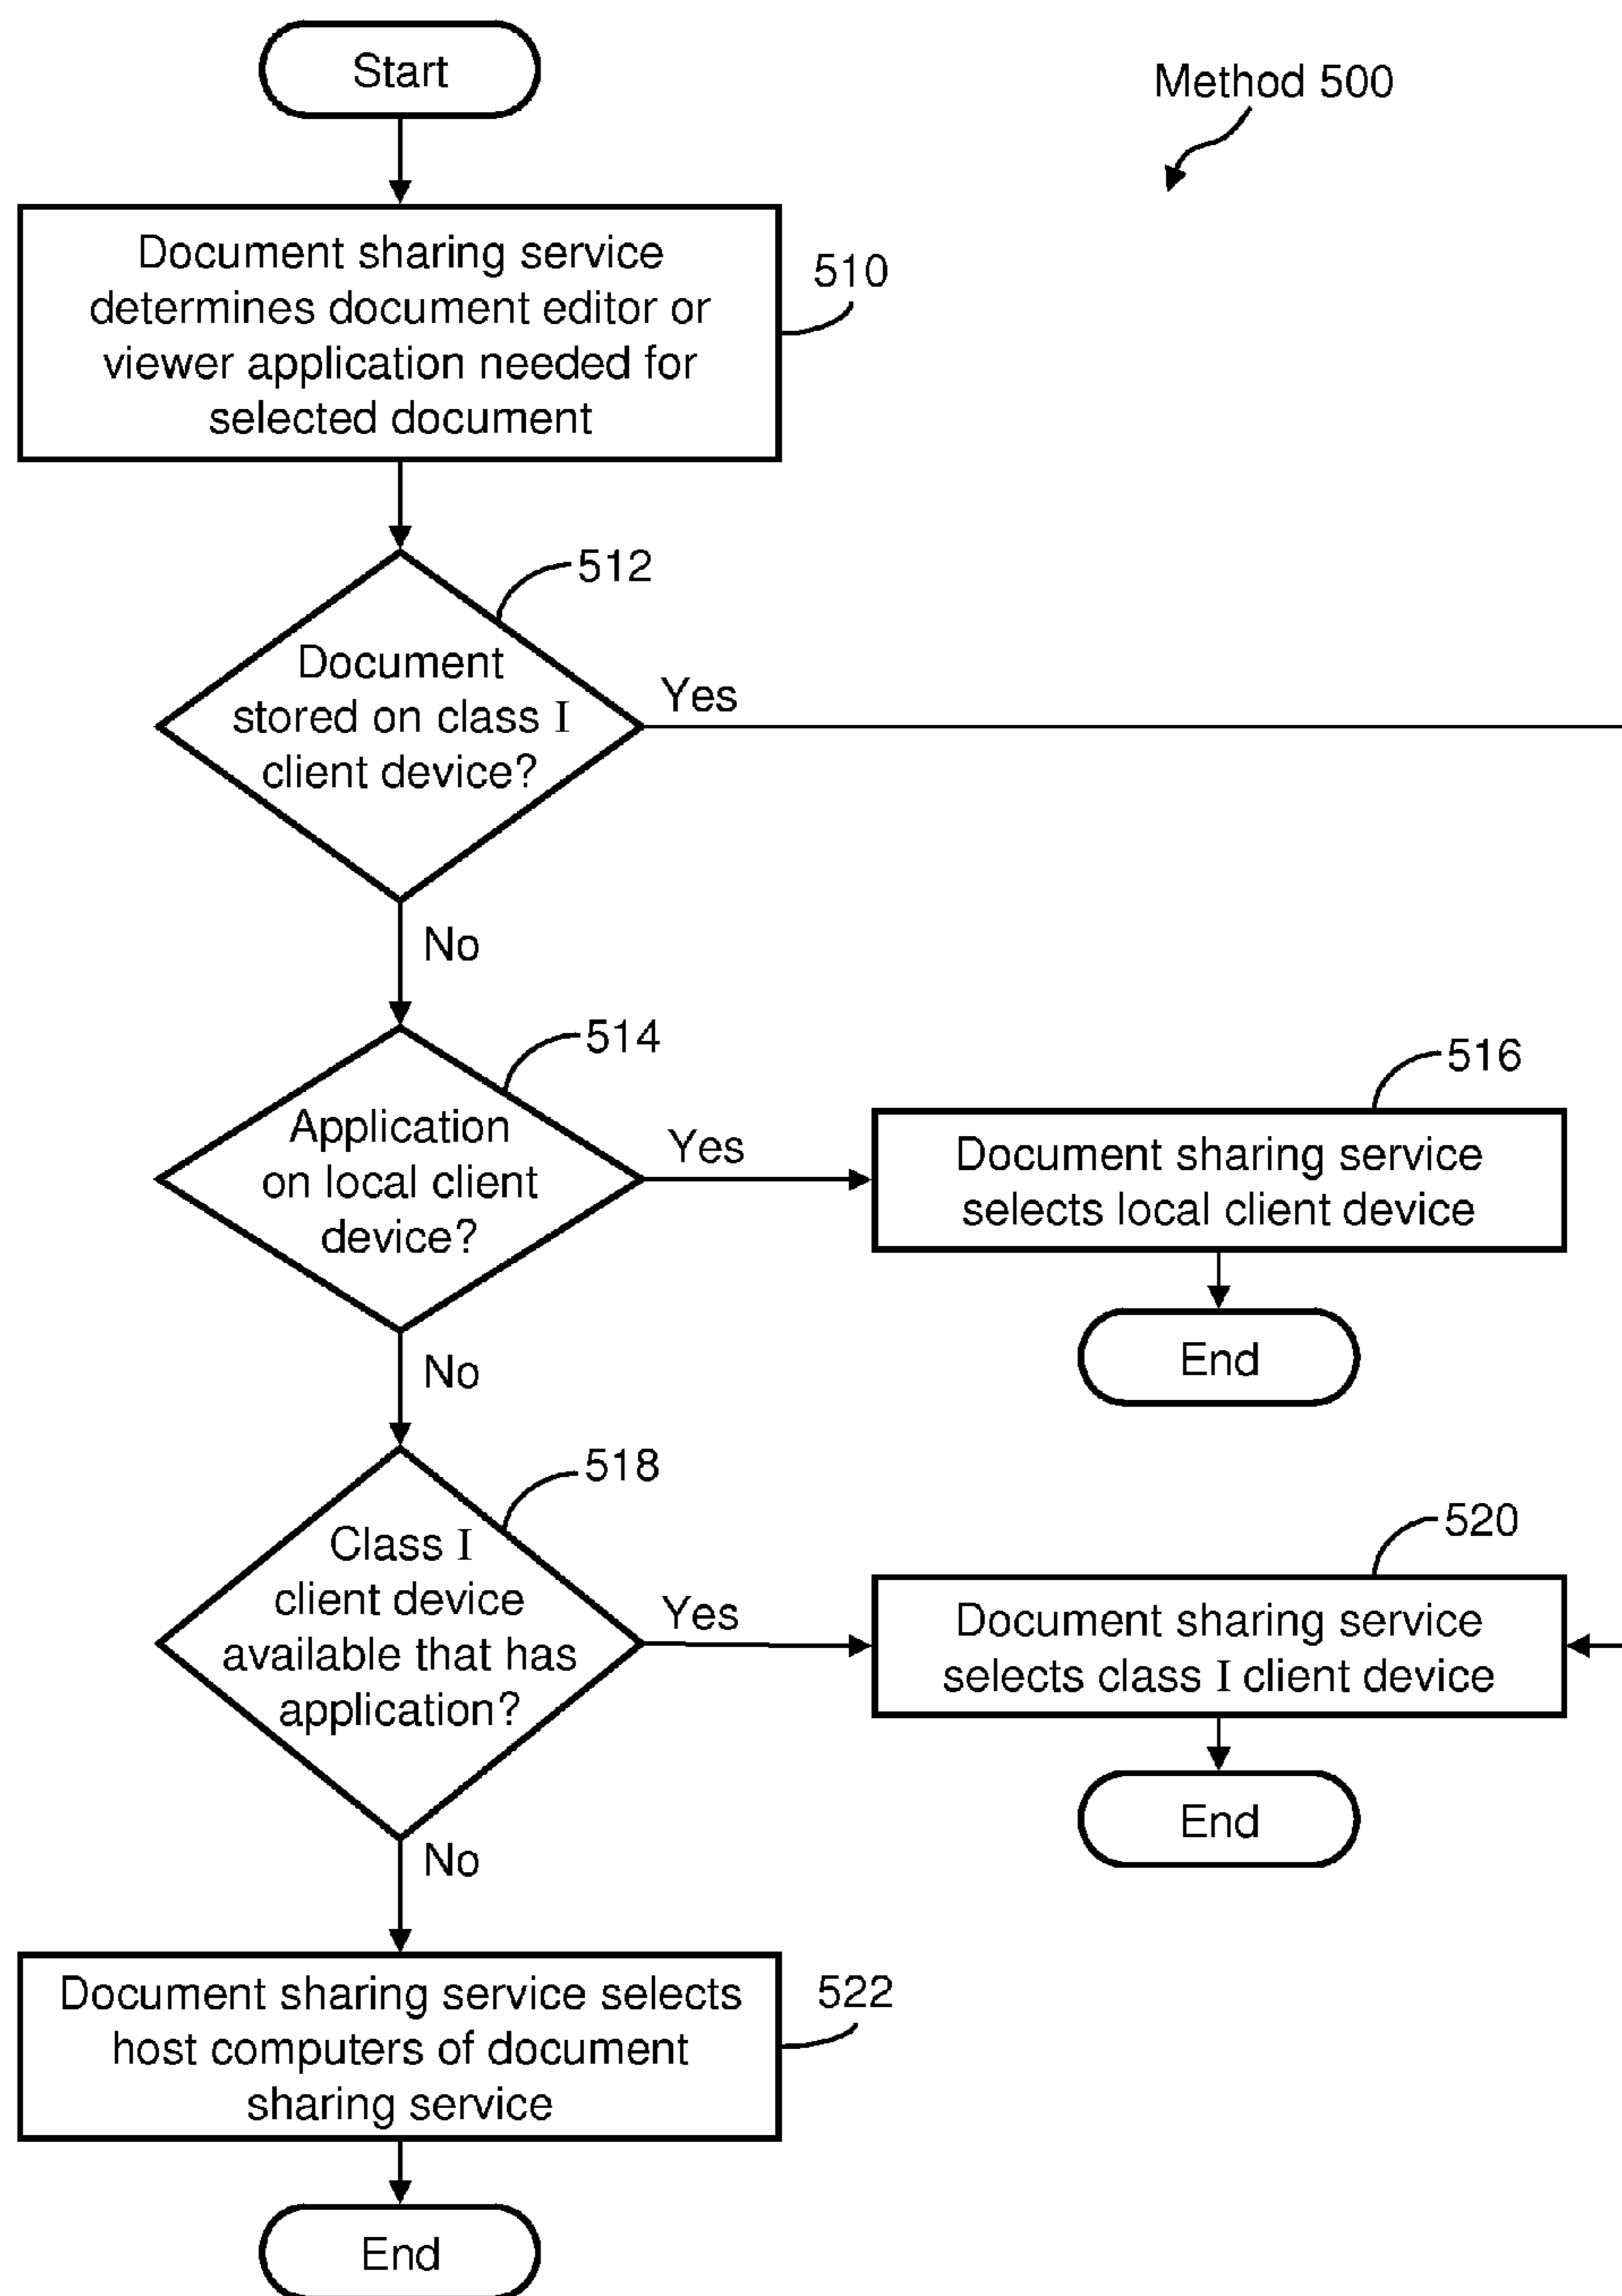 Start
Method 500
Document sharing service
determines document editor or
viewer application needed for
selected document
510
512
Document
stored on class I
client device?
Yes
No
514
Application
on local client
device?
Yes
516
Document sharing service
selects local client device
End
No
518
Class I
client device
available that has
application?
Yes
520
Document sharing service
selects class I client device
End
No
Document sharing service selects
host computers of document
sharing service
522
End